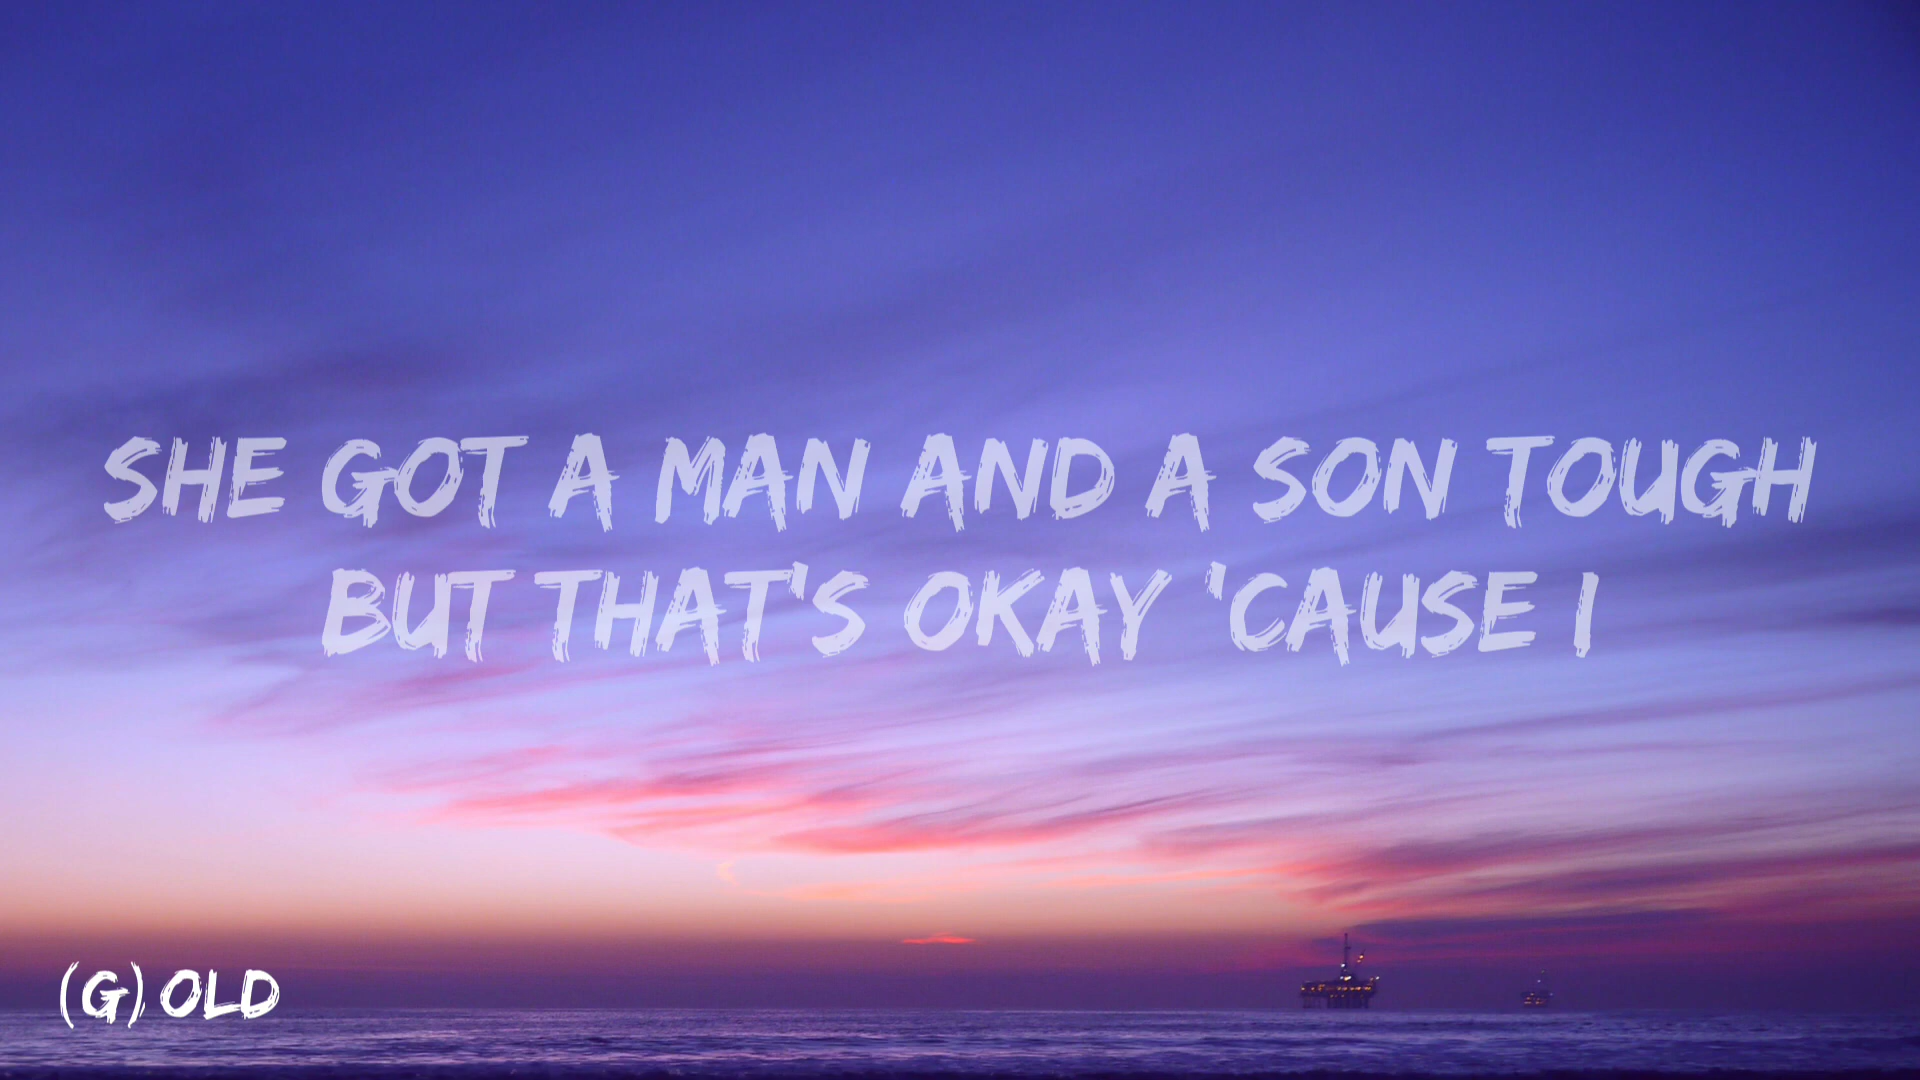 SHE GOT A MAN AND A SON TOUGH
BUT THAT'S OKAY 'CAUSE I
(G) OLD